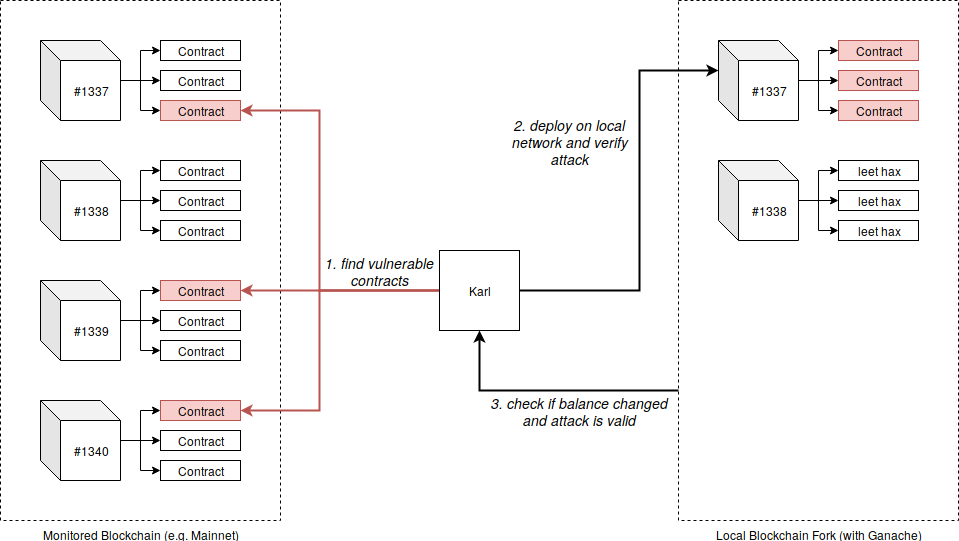 #1337
Contract
Contract
Contract
#1338
Contract
Contract
Contract
#1339
Contract
Contract
Contract
#1340
Contract
Contract
Contract
Monitored Blockchain (e.g. Mainnet)
1. find vulnerable
contracts
Karl
2. deploy on local
network and verify
attack
3. check if balance changed
and attack is valid
#1337
Contract
Contract
Contract
#1338
leet hax
leet hax
leet hax
Local Blockchain Fork (with Ganache)